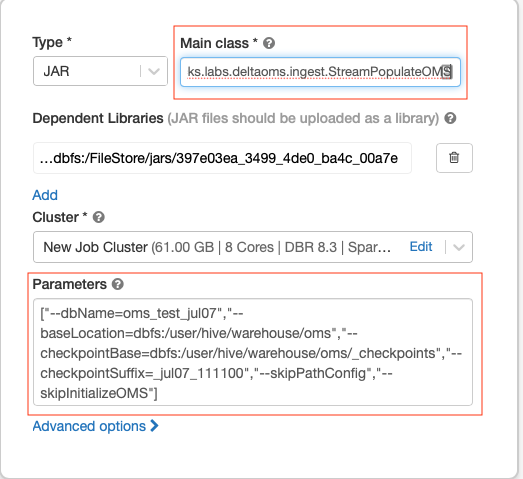 Type *
Main class *
JAR
ks.labs.deltaoms.ingest.StreamPopulateOMS
Dependent Libraries (JAR files should be uploaded as a library)
...dbfs:/FileStore/jars/397e03ea_3499_4de0_ba4c_00a7e
Add
Cluster *
New Job Cluster (61.00 GB | 8 Cores | DBR 8.3 | Spar... Edit
Parameters
["--dbName=oms_test_jul07","--
baseLocation=dbfs:/user/hive/warehouse/oms","--
checkpointBase=dbfs:/user/hive/warehouse/oms/_checkpoints","--
checkpointSuffix=_jul07_111100","--skipPathConfig","--
skipInitializeOMS"]
Advanced options